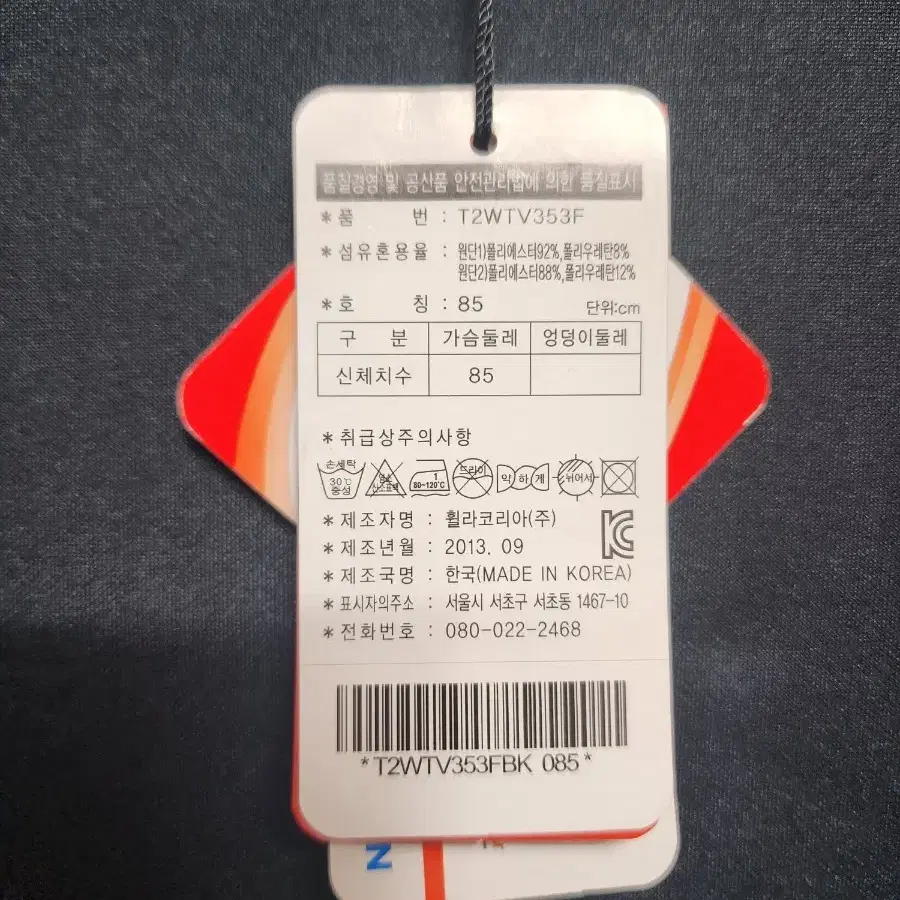 품질경영 및 공산품 안전관리법에 의한 품질표시
*품 번 : T2WTV353F
*섬유혼용율 : 원단1)폴리에스터92%,폴리우레탄8%
원단2)폴리에스터88%,폴리우레탄12%
*호 칭 : 85 단위:cm
구 분 가슴둘레 엉덩이둘레
신체치수 85
*취급상주의사항
손세탁 30℃ 중성 염소 산소표백 1 80~120℃ 드라이 약하게 뉘어서
*제조자명 : 휠라코리아(주)
*제조년월 : 2013. 09
*제조국명 : 한국(MADE IN KOREA)
*표시자의주소 : 서울시 서초구 서초동 1467-10
*전화번호 : 080-022-2468
*T2WTV353FBK 085*
N